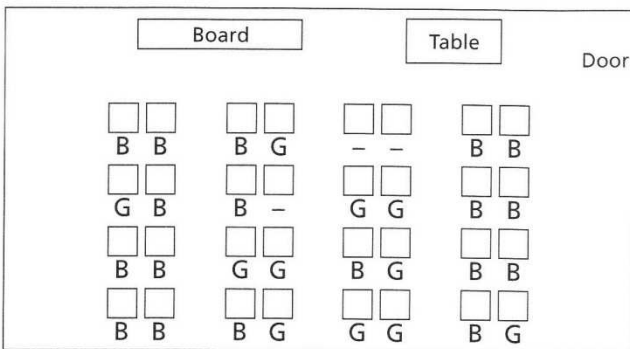 Board
Table
Door
B B B G – – B B
G B B – G G B B
B B G G B G B B
B B B G G G B G